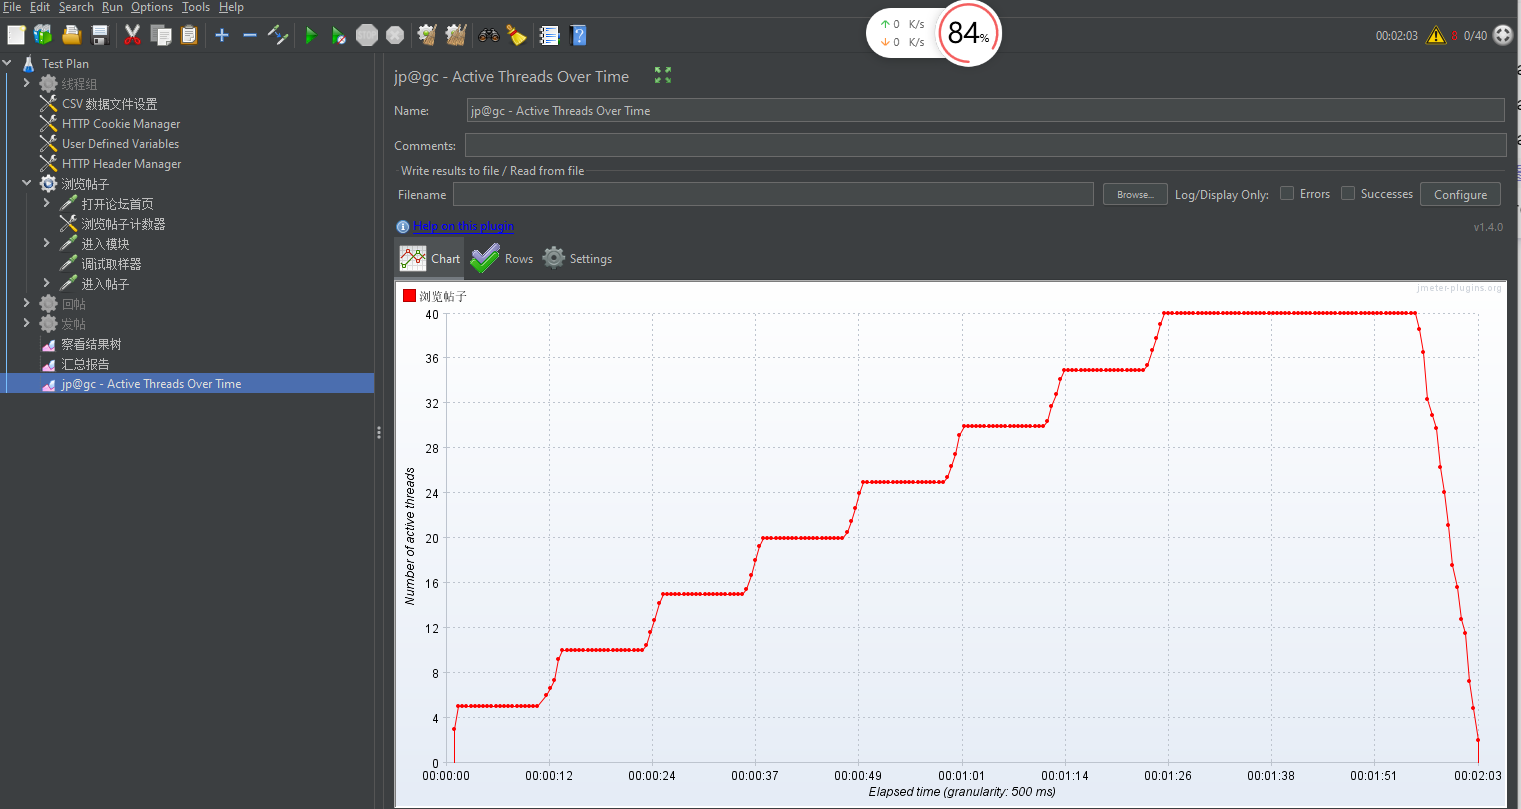 File Edit Search Run Options Tools Help
↑ 0 K/s
↓ 0 K/s
84%
00:02:03
8
0/40
STOP
Test Plan
线程组
CSV 数据文件设置
HTTP Cookie Manager
User Defined Variables
HTTP Header Manager
浏览帖子
打开论坛首页
浏览帖子计数器
进入模块
调试取样器
进入帖子
回帖
发帖
察看结果树
汇总报告
jp@gc - Active Threads Over Time
jp@gc - Active Threads Over Time
Name: jp@gc - Active Threads Over Time
Comments:
Write results to file / Read from file
Filename Browse... Log/Display Only: Errors Successes Configure
Help on this plugin
v1.4.0
Chart Rows Settings
浏览帖子
jmeter-plugins.org
40
36
32
28
24
20
16
12
8
4
0
Number of active threads
00:00:00 00:00:12 00:00:24 00:00:37 00:00:49 00:01:01 00:01:14 00:01:26 00:01:38 00:01:51 00:02:03
Elapsed time (granularity: 500 ms)